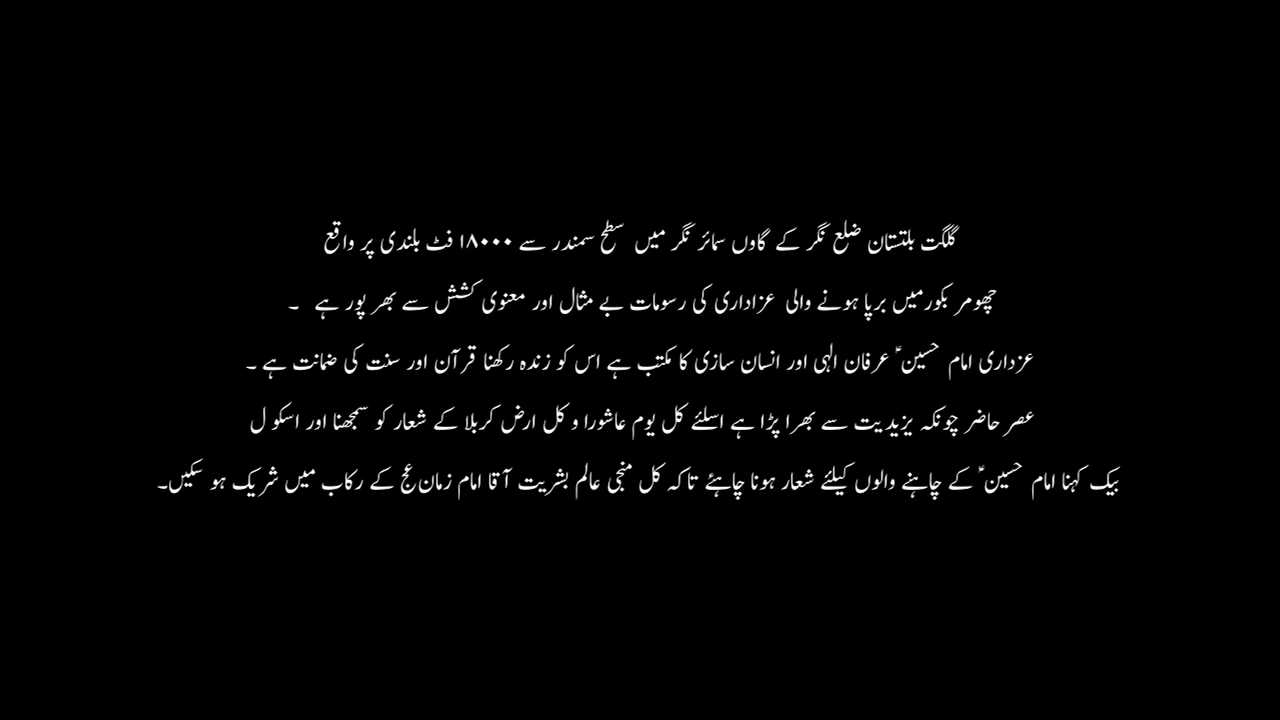 گلگت بلتستان ضلع نگر کے گاوں سمائر نگر میں سطح سمندر سے ۱۸۰۰۰ فٹ بلندی پر واقع
چھومر بکورمیں برپا ہونے والی عزاداری کی رسومات بے مثال اور معنوی کشش سے بھر پور ہے ۔
عزداری امام حسینؑ عرفان الہی اور انسان سازی کا مکتب ہے اس کو زندہ رکھنا قرآن اور سنت کی ضمانت ہے ۔
عصر حاضر چونکہ یزیدیت سے بھرا پڑا ہے اسلئے کل یوم عاشورا و کل ارض کربلا کے شعار کو سمجھنا اور اسکو ل
بیک کہنا امام حسینؑ کے چاہنے والوں کیلئے شعار ہونا چاہئے تاکہ کل منجی عالم بشریت آقا امام زمان عج کے رکاب میں شریک ہو سکیں۔